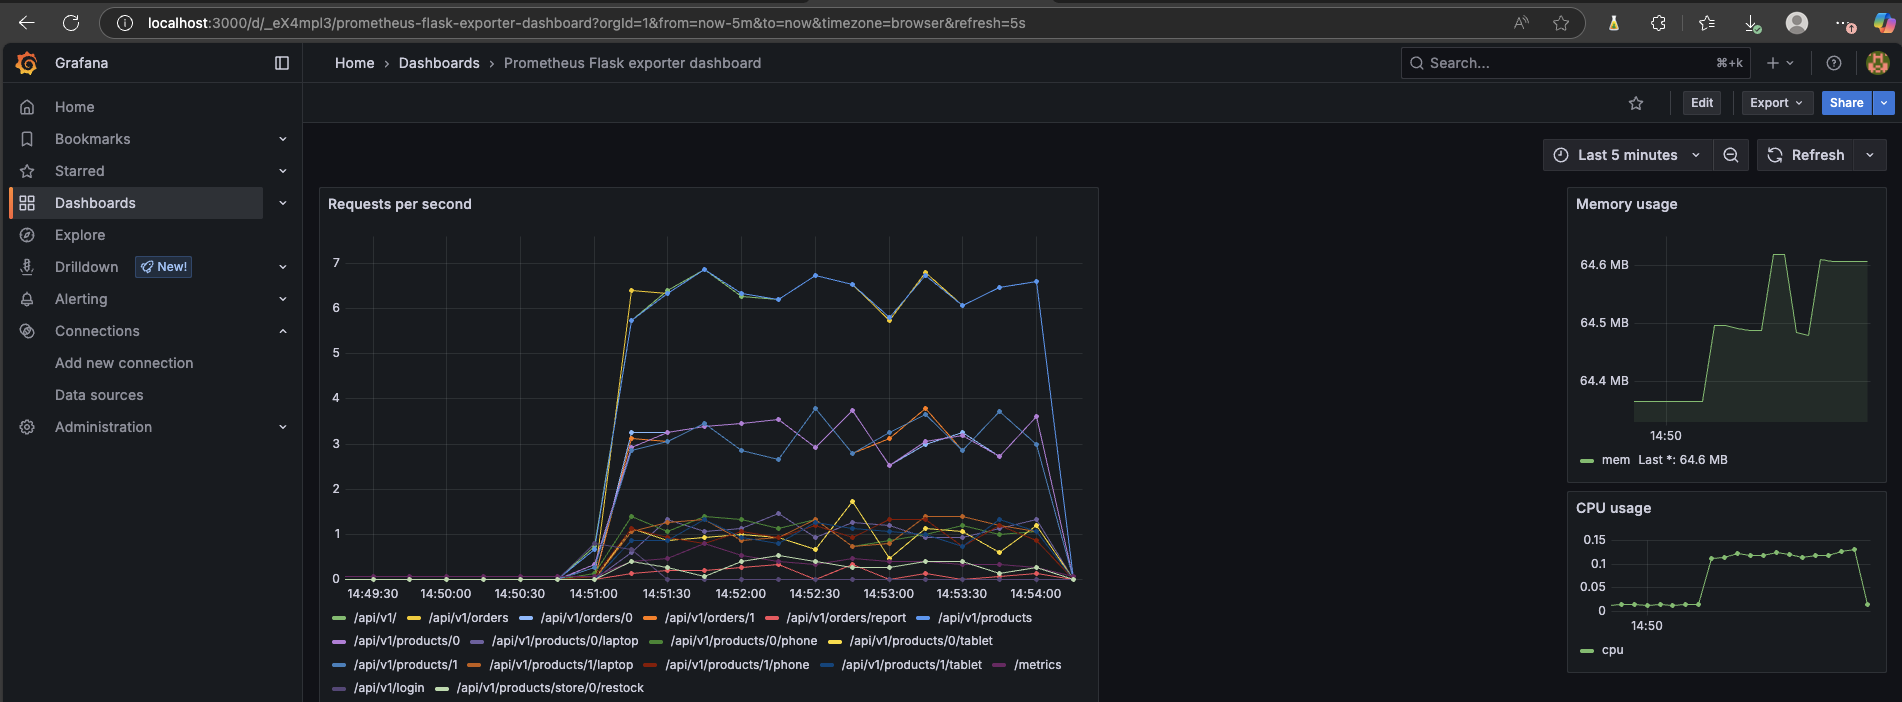 localhost:3000/d/_eX4mpl3/prometheus-flask-exporter-dashboard?orgId=1&from=now-5m&to=now&timezone=browser&refresh=5s
Grafana
Home › Dashboards › Prometheus Flask exporter dashboard
Search...
⌘+k
Home
Bookmarks
Starred
Dashboards
Explore
Drilldown New!
Alerting
Connections
Add new connection
Data sources
Administration
Edit
Export
Share
Last 5 minutes
Refresh
Requests per second
7
6
5
4
3
2
1
0
14:49:30 14:50:00 14:50:30 14:51:00 14:51:30 14:52:00 14:52:30 14:53:00 14:53:30 14:54:00
/api/v1/ /api/v1/orders /api/v1/orders/0 /api/v1/orders/1 /api/v1/orders/report /api/v1/products
/api/v1/products/0 /api/v1/products/0/laptop /api/v1/products/0/phone /api/v1/products/0/tablet
/api/v1/products/1 /api/v1/products/1/laptop /api/v1/products/1/phone /api/v1/products/1/tablet /metrics
/api/v1/login /api/v1/products/store/0/restock
Memory usage
64.6 MB
64.5 MB
64.4 MB
14:50
mem Last *: 64.6 MB
CPU usage
0.15
0.1
0.05
0
14:50
cpu